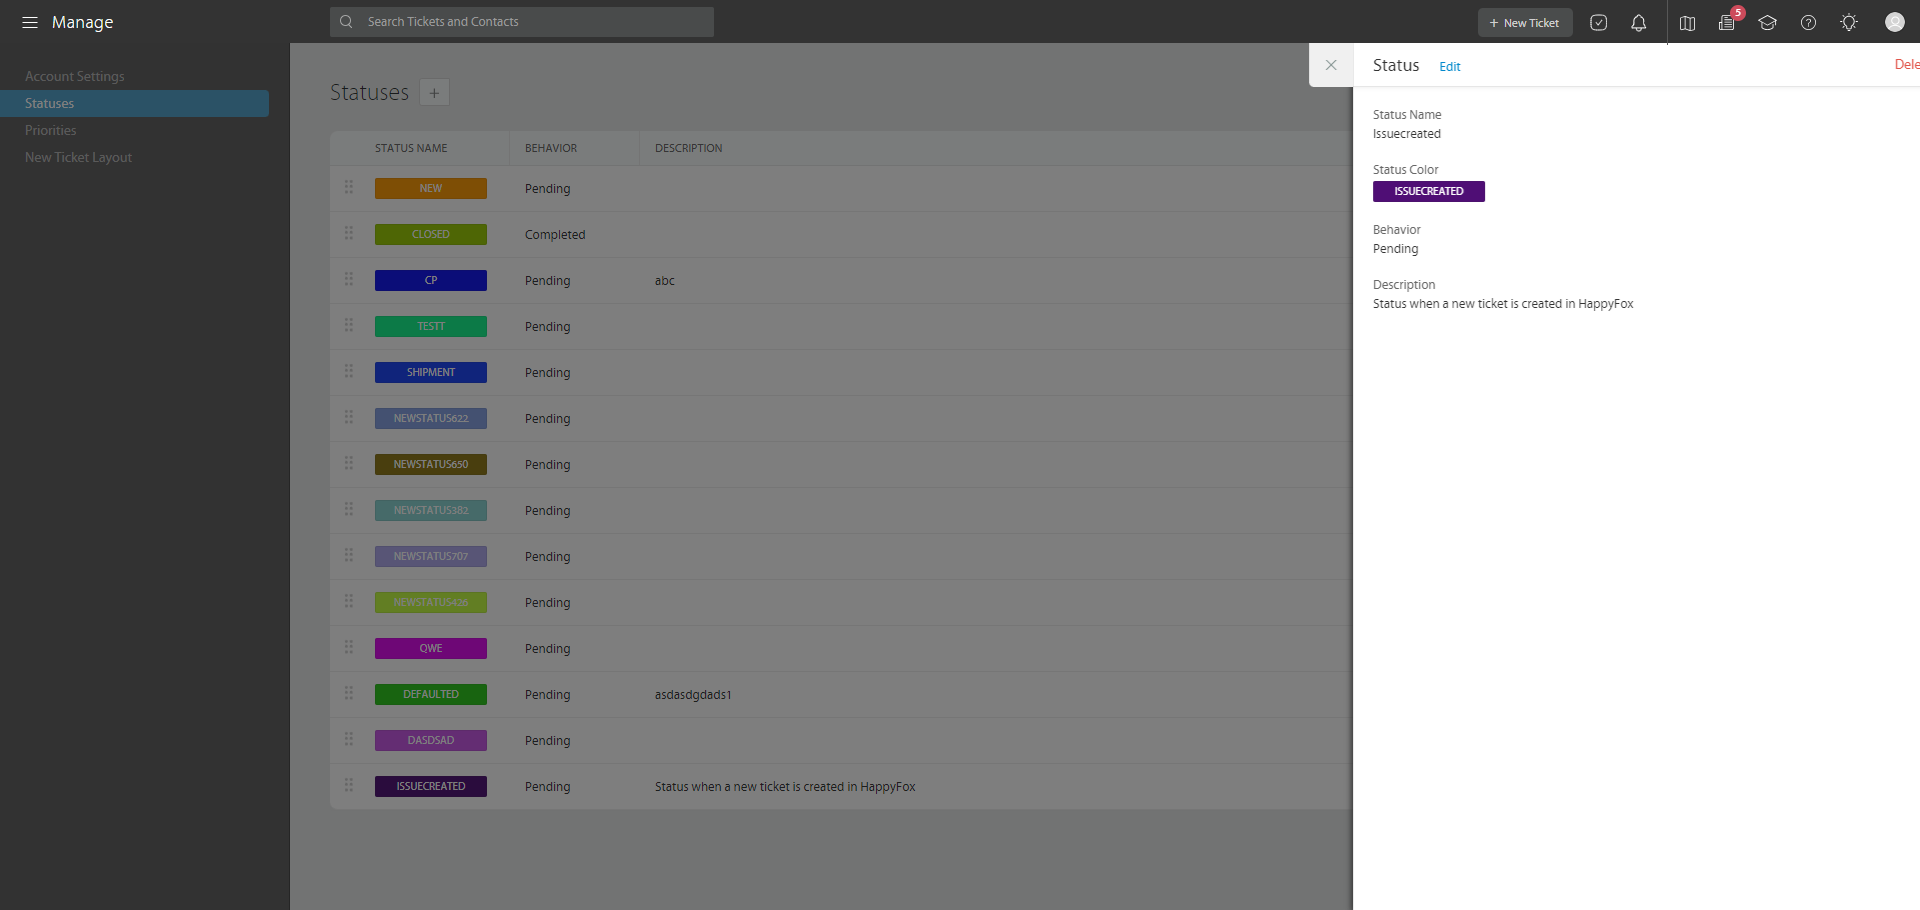 Manage
Search Tickets and Contacts
+ New Ticket
5
Account Settings
Statuses
Priorities
New Ticket Layout
Statuses +
STATUS NAME BEHAVIOR DESCRIPTION
NEW Pending
CLOSED Completed
CP Pending abc
TESTT Pending
SHIPMENT Pending
NEWSTATUS622 Pending
NEWSTATUS650 Pending
NEWSTATUS382 Pending
NEWSTATUS707 Pending
NEWSTATUS426 Pending
QWE Pending
DEFAULTED Pending asdasdgdads1
DASDSAD Pending
ISSUECREATED Pending Status when a new ticket is created in HappyFox
Status Edit Dele
Status Name
Issuecreated
Status Color
ISSUECREATED
Behavior
Pending
Description
Status when a new ticket is created in HappyFox